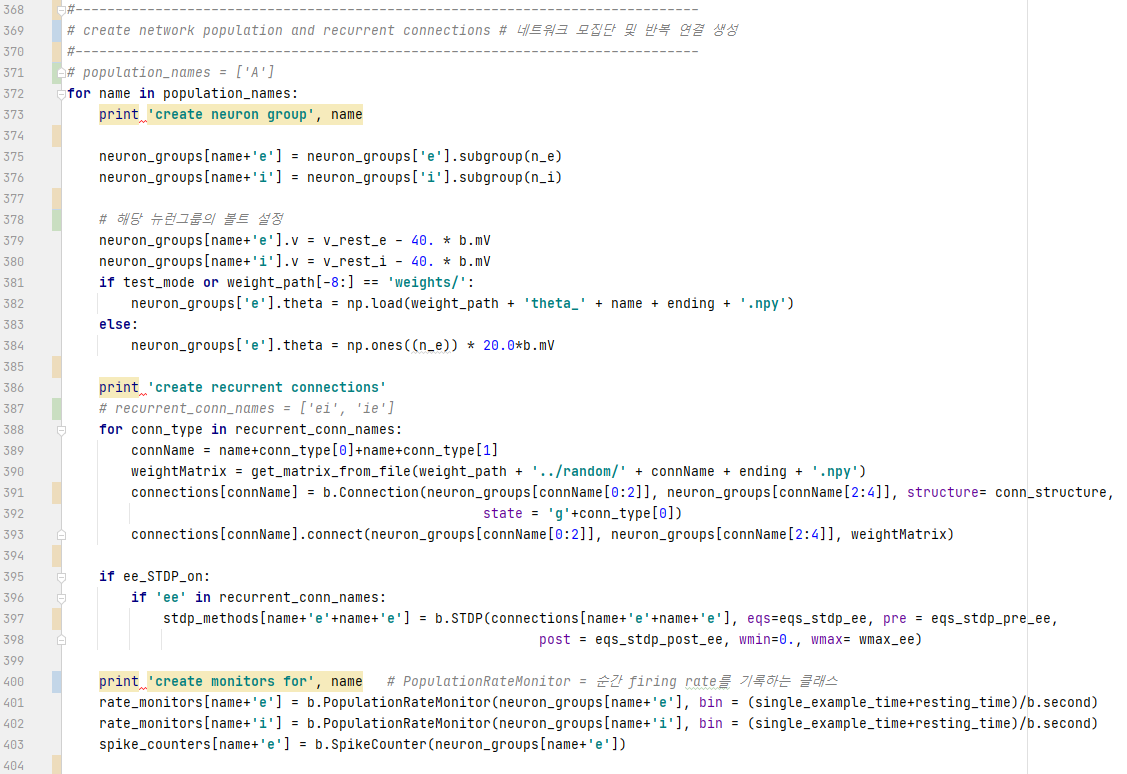 368 #------------------------------------------------------------------------------
369 # create network population and recurrent connections # 네트워크 모집단 및 반복 연결 생성
370 #------------------------------------------------------------------------------
371 # population_names = ['A']
372 for name in population_names:
373     print 'create neuron group', name
374
375     neuron_groups[name+'e'] = neuron_groups['e'].subgroup(n_e)
376     neuron_groups[name+'i'] = neuron_groups['i'].subgroup(n_i)
377
378     # 해당 뉴런그룹의 볼트 설정
379     neuron_groups[name+'e'].v = v_rest_e - 40. * b.mV
380     neuron_groups[name+'i'].v = v_rest_i - 40. * b.mV
381     if test_mode or weight_path[-8:] == 'weights/':
382         neuron_groups['e'].theta = np.load(weight_path + 'theta_' + name + ending + '.npy')
383     else:
384         neuron_groups['e'].theta = np.ones((n_e)) * 20.0*b.mV
385
386     print 'create recurrent connections'
387     # recurrent_conn_names = ['ei', 'ie']
388     for conn_type in recurrent_conn_names:
389         connName = name+conn_type[0]+name+conn_type[1]
390         weightMatrix = get_matrix_from_file(weight_path + '../random/' + connName + ending + '.npy')
391         connections[connName] = b.Connection(neuron_groups[connName[0:2]], neuron_groups[connName[2:4]], structure= conn_structure,
392                                                     state = 'g'+conn_type[0])
393         connections[connName].connect(neuron_groups[connName[0:2]], neuron_groups[connName[2:4]], weightMatrix)
394
395     if ee_STDP_on:
396         if 'ee' in recurrent_conn_names:
397             stdp_methods[name+'e'+name+'e'] = b.STDP(connections[name+'e'+name+'e'], eqs=eqs_stdp_ee, pre = eqs_stdp_pre_ee,
398                                                            post = eqs_stdp_post_ee, wmin=0., wmax= wmax_ee)
399
400     print 'create monitors for', name   # PopulationRateMonitor = 순간 firing rate를 기록하는 클래스
401     rate_monitors[name+'e'] = b.PopulationRateMonitor(neuron_groups[name+'e'], bin = (single_example_time+resting_time)/b.second)
402     rate_monitors[name+'i'] = b.PopulationRateMonitor(neuron_groups[name+'i'], bin = (single_example_time+resting_time)/b.second)
403     spike_counters[name+'e'] = b.SpikeCounter(neuron_groups[name+'e'])
404